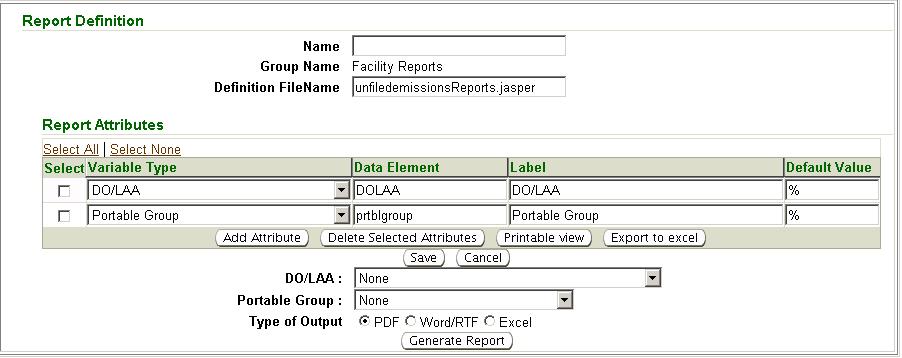 Report Definition
Name
Group Name Facility Reports
Definition FileName unfiledemissionsReports.jasper
Report Attributes
Select All | Select None
Select Variable Type Data Element Label Default Value
DO/LAA DOLAA DO/LAA %
Portable Group prtblgroup Portable Group %
Add Attribute Delete Selected Attributes Printable view Export to excel
Save Cancel
DO/LAA : None
Portable Group : None
Type of Output PDF Word/RTF Excel
Generate Report